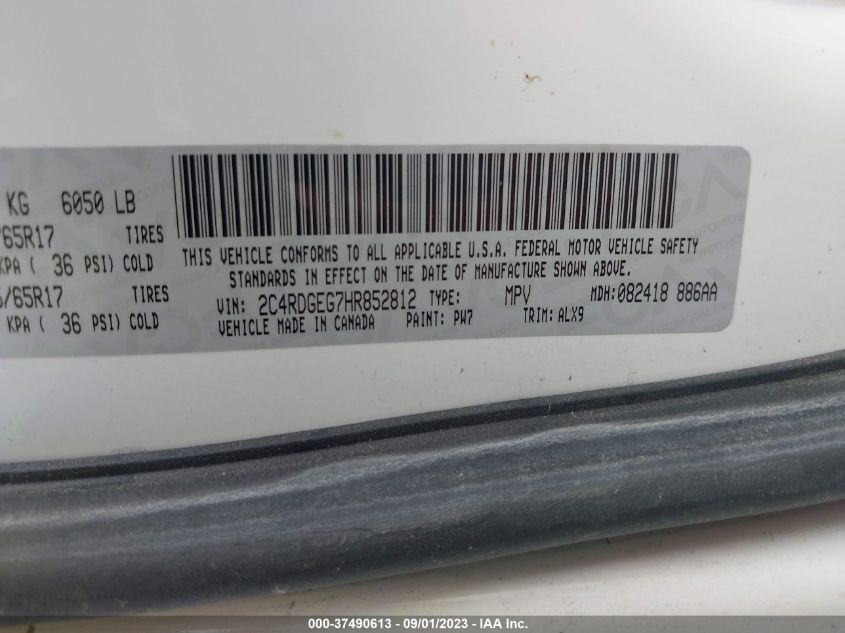 KG 6050 LB
/65R17 TIRES
KPA ( 36 PSI) COLD
/65R17 TIRES
KPA ( 36 PSI) COLD
THIS VEHICLE CONFORMS TO ALL APPLICABLE U.S.A. FEDERAL MOTOR VEHICLE SAFETY
STANDARDS IN EFFECT ON THE DATE OF MANUFACTURE SHOWN ABOVE.
VIN: 2C4RDGEG7HR852812 TYPE: MPV MDH: 082418 886AA
VEHICLE MADE IN CANADA PAINT: PW7 TRIM: ALX9
000-37490613 - 09/01/2023 - IAA Inc.